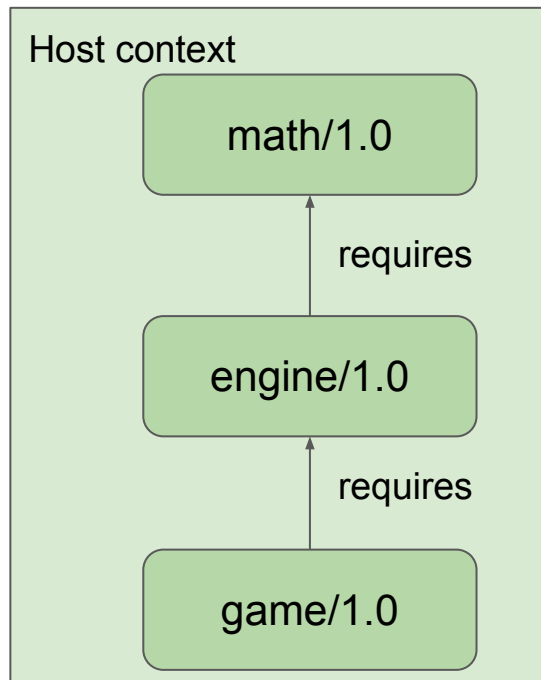 Host context
math/1.0
requires
engine/1.0
requires
game/1.0